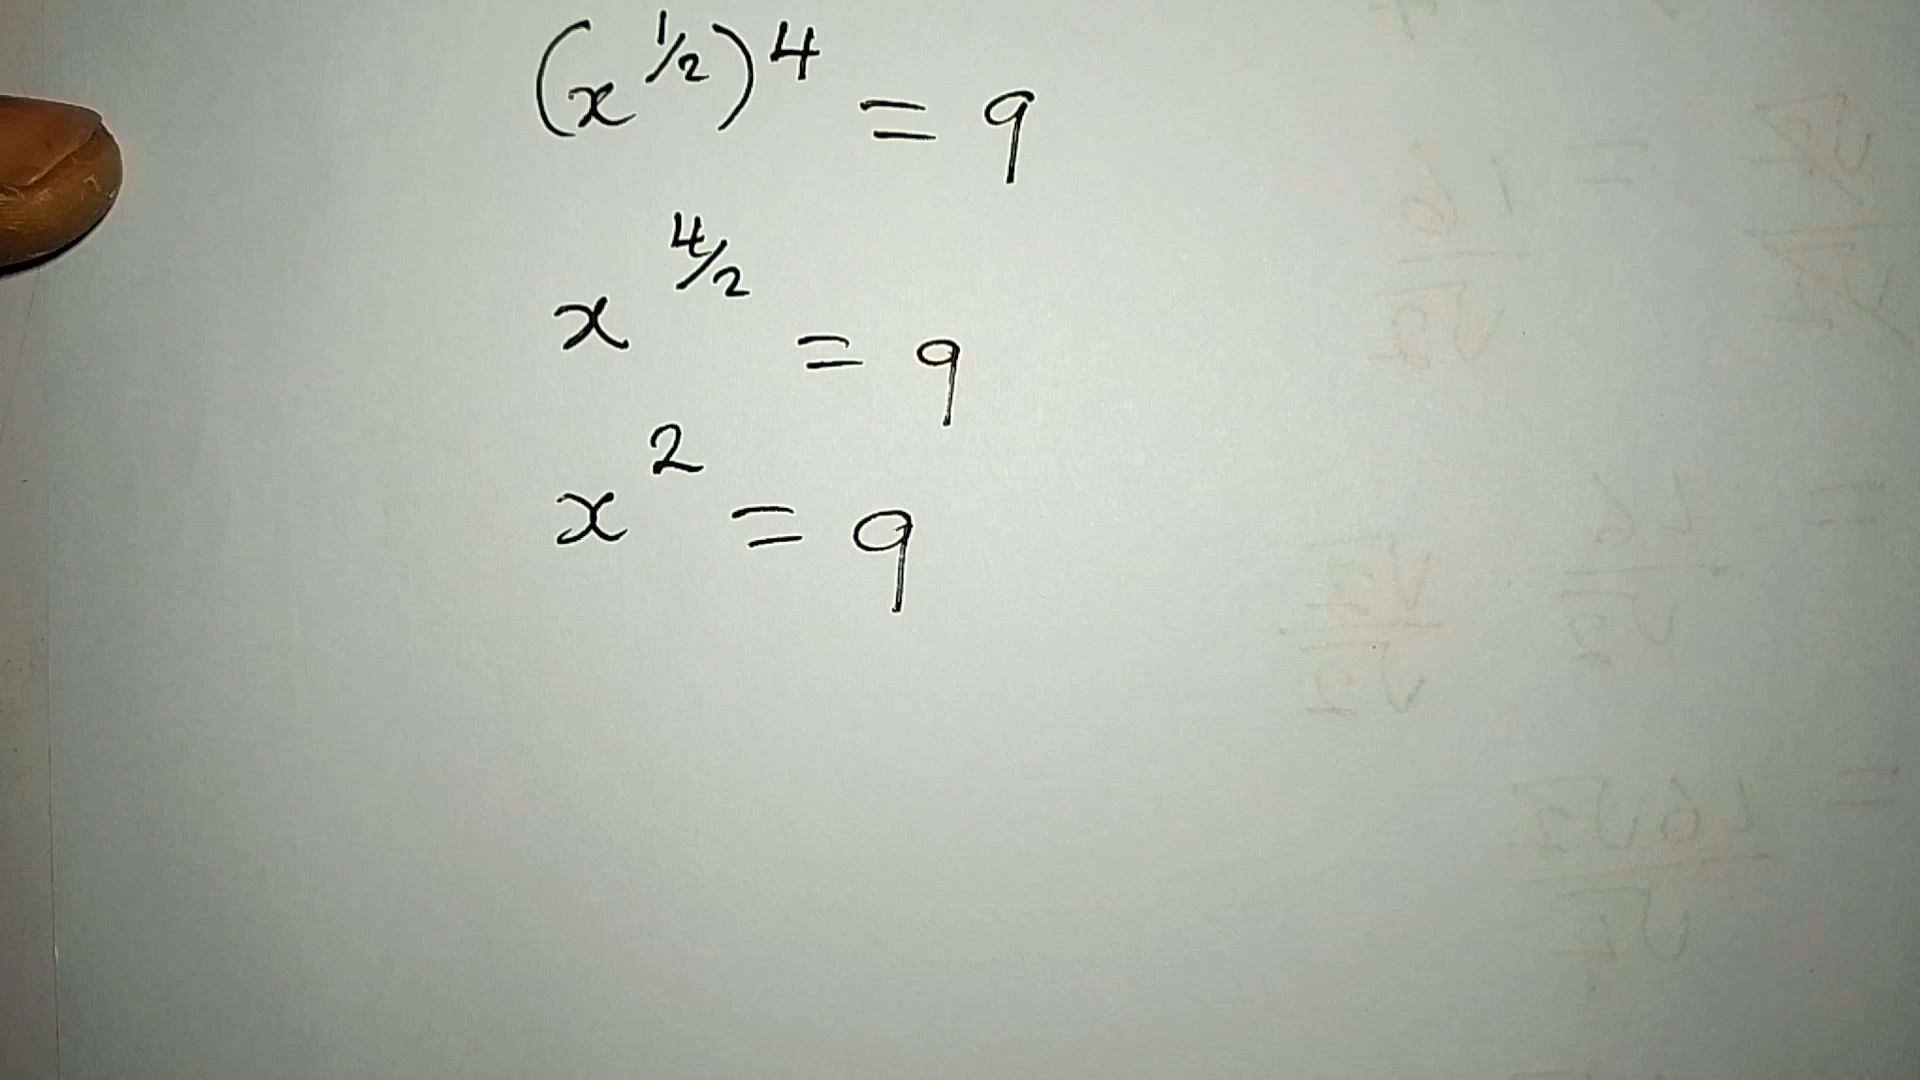 (x^1/2)^4 = 9
x^4/2 = 9
x^2 = 9